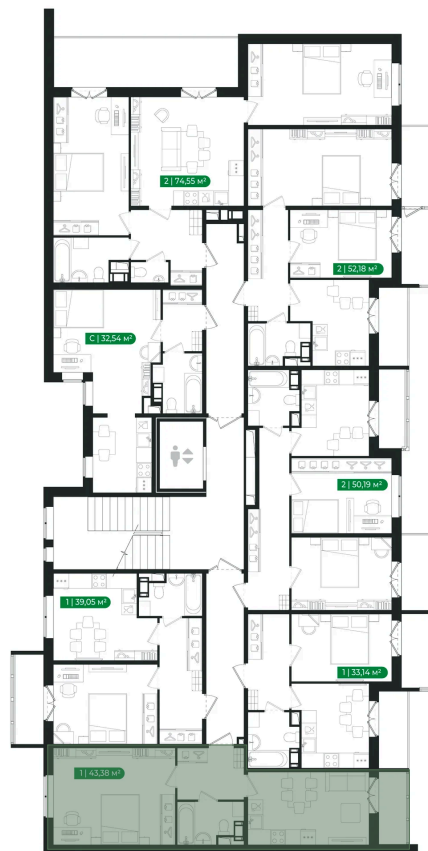 2 | 74,55 м²
2 | 52,18 м²
С | 32,54 м²
2 | 50,19 м²
1 | 39,05 м²
1 | 33,14 м²
1 | 43,38 м²